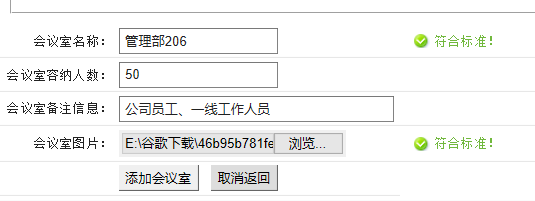 会议室名称： 管理部206 符合标准！
会议室容纳人数： 50
会议室备注信息： 公司员工、一线工作人员
会议室图片： E:\谷歌下载\46b95b781fe 浏览... 符合标准！
添加会议室 取消返回